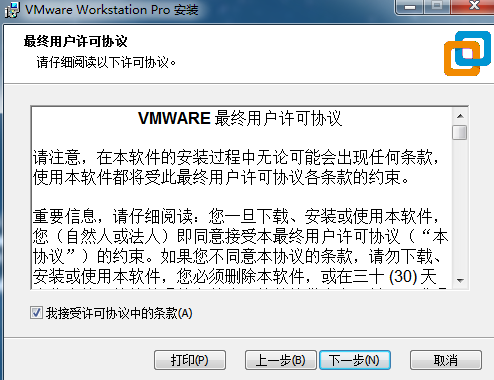 VMware Workstation Pro 安装
最终用户许可协议
请仔细阅读以下许可协议。
VMWARE 最终用户许可协议
请注意，在本软件的安装过程中无论可能会出现任何条款，
使用本软件都将受此最终用户许可协议各条款的约束。
重要信息，请仔细阅读：您一旦下载、安装或使用本软件，
您（自然人或法人）即同意接受本最终用户许可协议（“本
协议”）的约束。如果您不同意本协议的条款，请勿下载、
安装或使用本软件，您必须删除本软件，或在三十 (30) 天
我接受许可协议中的条款(A)
打印(P)
上一步(B)
下一步(N)
取消